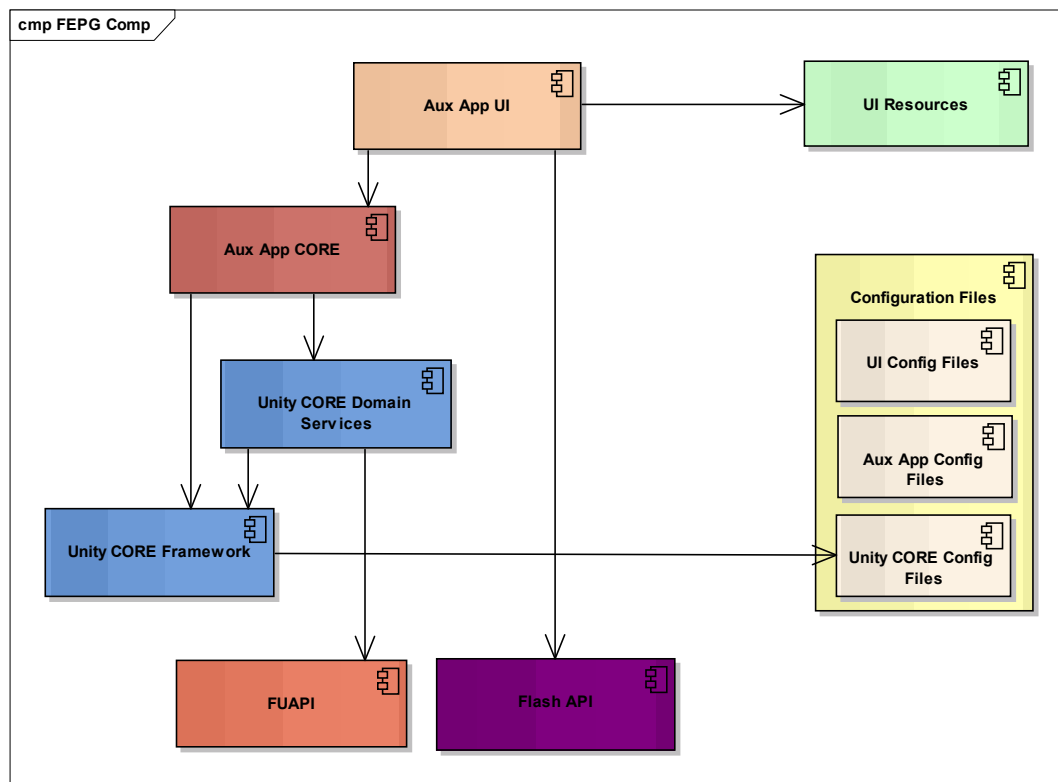 cmp FEPG Comp
Aux App UI
UI Resources
Aux App CORE
Configuration Files
UI Config Files
Unity CORE Domain
Services
Aux App Config
Files
Unity CORE Framework
Unity CORE Config
Files
FUAPI
Flash API